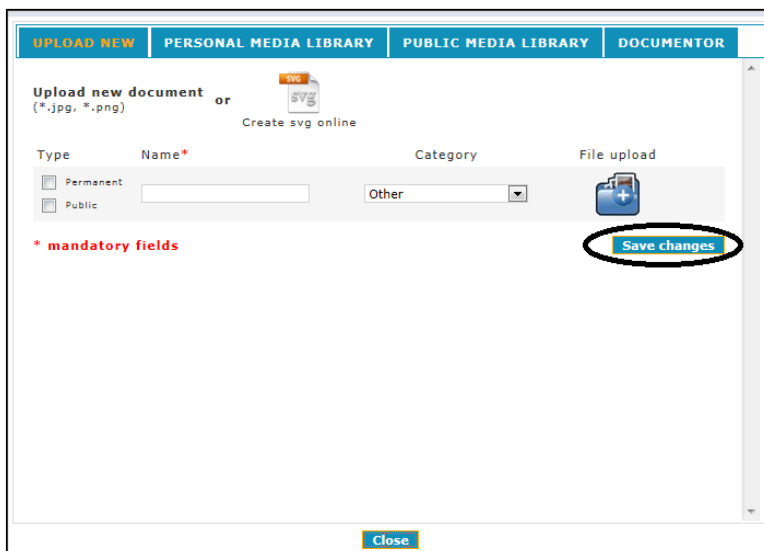 UPLOAD NEW PERSONAL MEDIA LIBRARY PUBLIC MEDIA LIBRARY DOCUMENTOR
Upload new document or
(*.jpg, *.png)
SVG
svg
Create svg online
Type Name* Category File upload
Permanent
Public
Other
* mandatory fields Save changes
Close